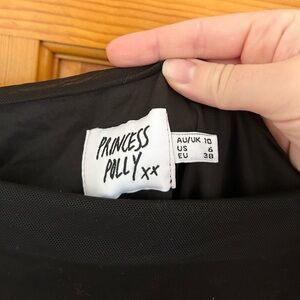 PRINCESS
POLLY xx
AU/UK 10
US 6
EU 38